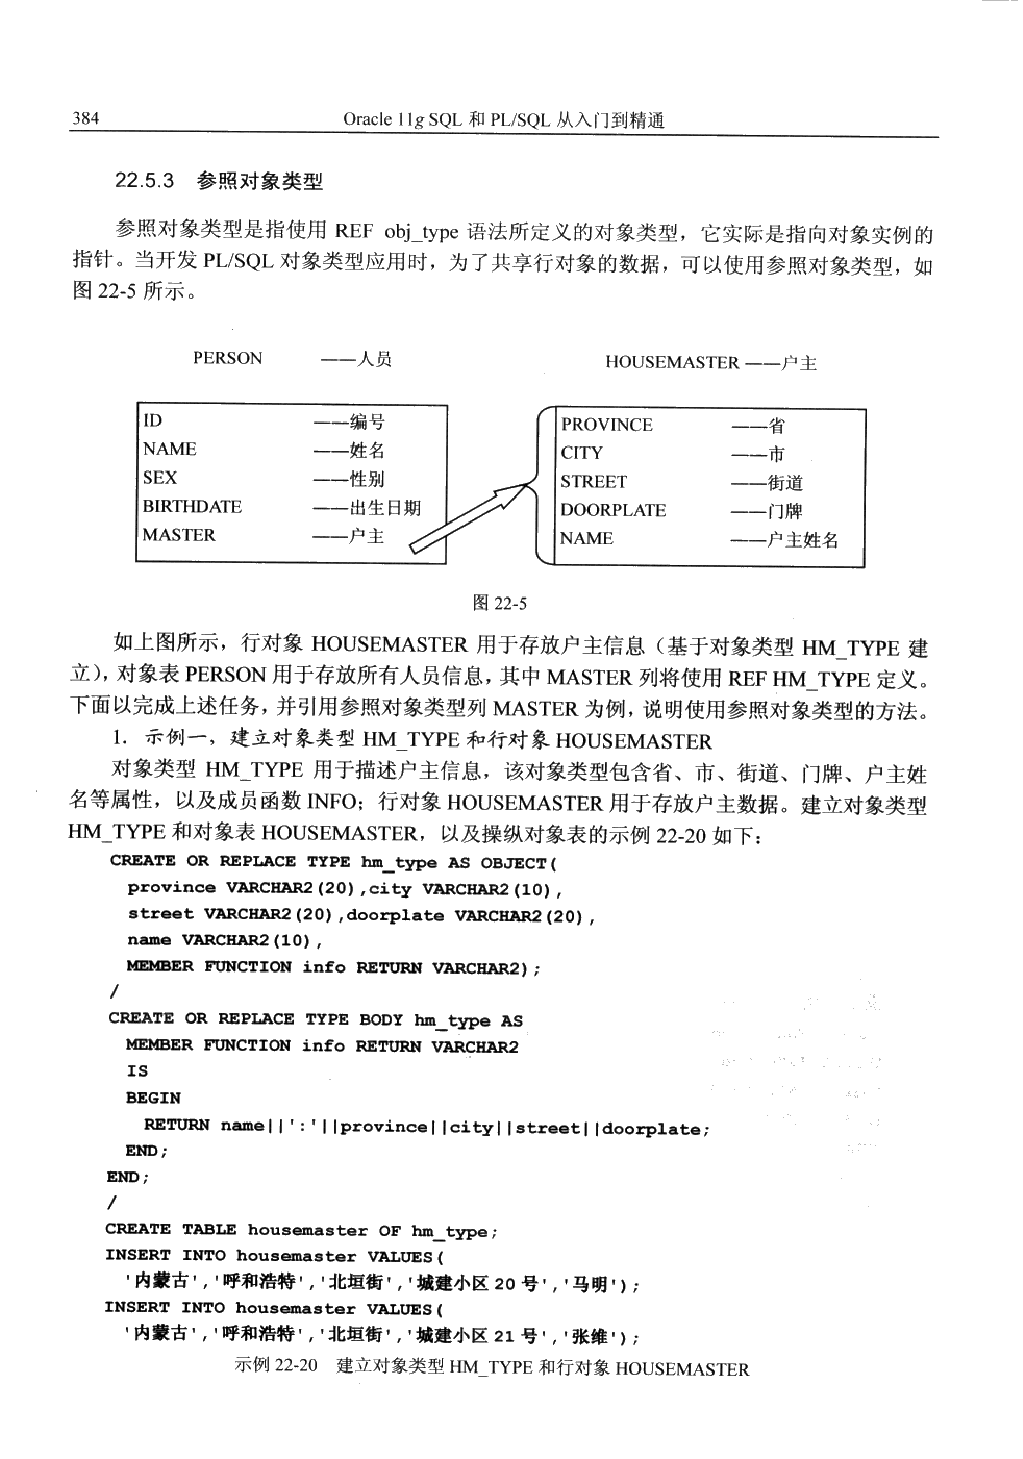 384 Oracle 11g SQL 和 PL/SQL 从入门到精通
22.5.3 参照对象类型
参照对象类型是指使用 REF obj_type 语法所定义的对象类型，它实际是指向对象实例的
指针。当开发 PL/SQL 对象类型应用时，为了共享行对象的数据，可以使用参照对象类型，如
图 22-5 所示。
PERSON ——人员
HOUSEMASTER ——户主
ID ——编号
NAME ——姓名
SEX ——性别
BIRTHDATE ——出生日期
MASTER ——户主
PROVINCE ——省
CITY ——市
STREET ——街道
DOORPLATE ——门牌
NAME ——户主姓名
图 22-5
如上图所示，行对象 HOUSEMASTER 用于存放户主信息（基于对象类型 HM_TYPE 建
立），对象表 PERSON 用于存放所有人员信息，其中 MASTER 列将使用 REF HM_TYPE 定义。
下面以完成上述任务，并引用参照对象类型列 MASTER 为例，说明使用参照对象类型的方法。
1．示例一，建立对象类型 HM_TYPE 和行对象 HOUSEMASTER
对象类型 HM_TYPE 用于描述户主信息，该对象类型包含省、市、街道、门牌、户主姓
名等属性，以及成员函数 INFO；行对象 HOUSEMASTER 用于存放户主数据。建立对象类型
HM_TYPE 和对象表 HOUSEMASTER，以及操纵对象表的示例 22-20 如下：
CREATE OR REPLACE TYPE hm_type AS OBJECT(
province VARCHAR2(20),city VARCHAR2(10),
street VARCHAR2(20),doorplate VARCHAR2(20),
name VARCHAR2(10),
MEMBER FUNCTION info RETURN VARCHAR2);
/
CREATE OR REPLACE TYPE BODY hm_type AS
MEMBER FUNCTION info RETURN VARCHAR2
IS
BEGIN
RETURN name||':'||province||city||street||doorplate;
END;
END;
/
CREATE TABLE housemaster OF hm_type;
INSERT INTO housemaster VALUES(
'内蒙古','呼和浩特','北垣街','城建小区 20 号','马明');
INSERT INTO housemaster VALUES(
'内蒙古','呼和浩特','北垣街','城建小区 21 号','张维');
示例 22-20 建立对象类型 HM_TYPE 和行对象 HOUSEMASTER